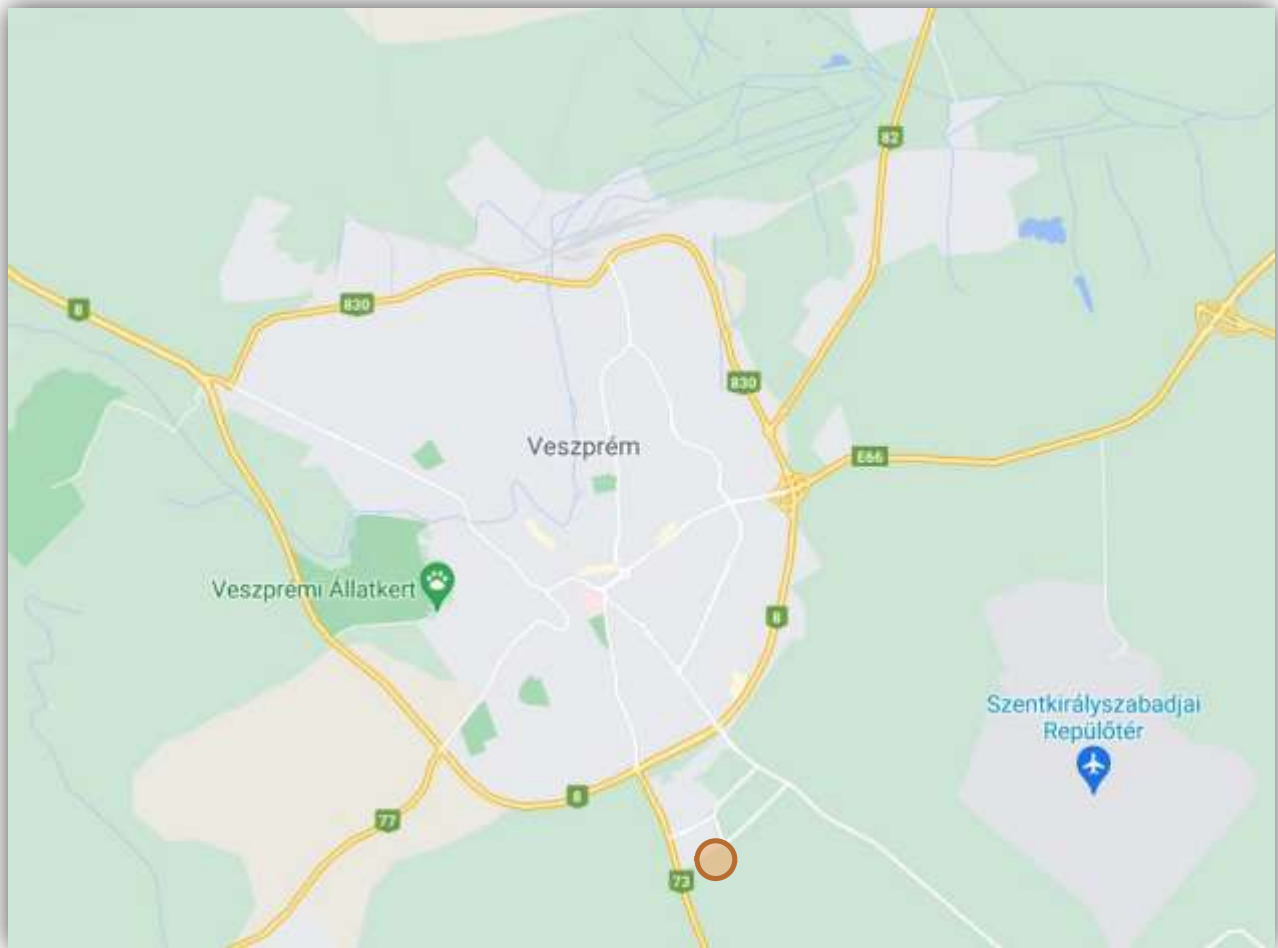 82
8
830
830
Veszprém
E66
Veszprémi Állatkert
8
Szentkirályszabadjai
Repülőtér
8
77
73